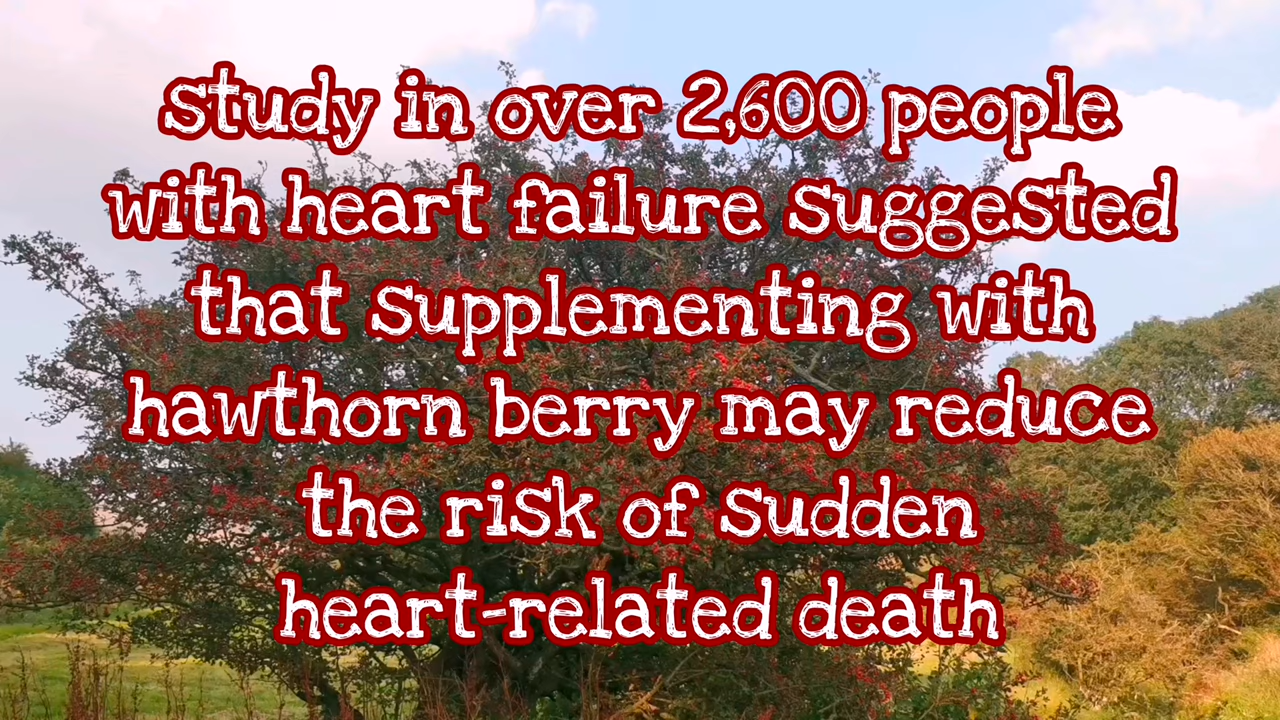 study in over 2,600 people
with heart failure suggested
that supplementing with
hawthorn berry may reduce
the risk of sudden
heart-related death